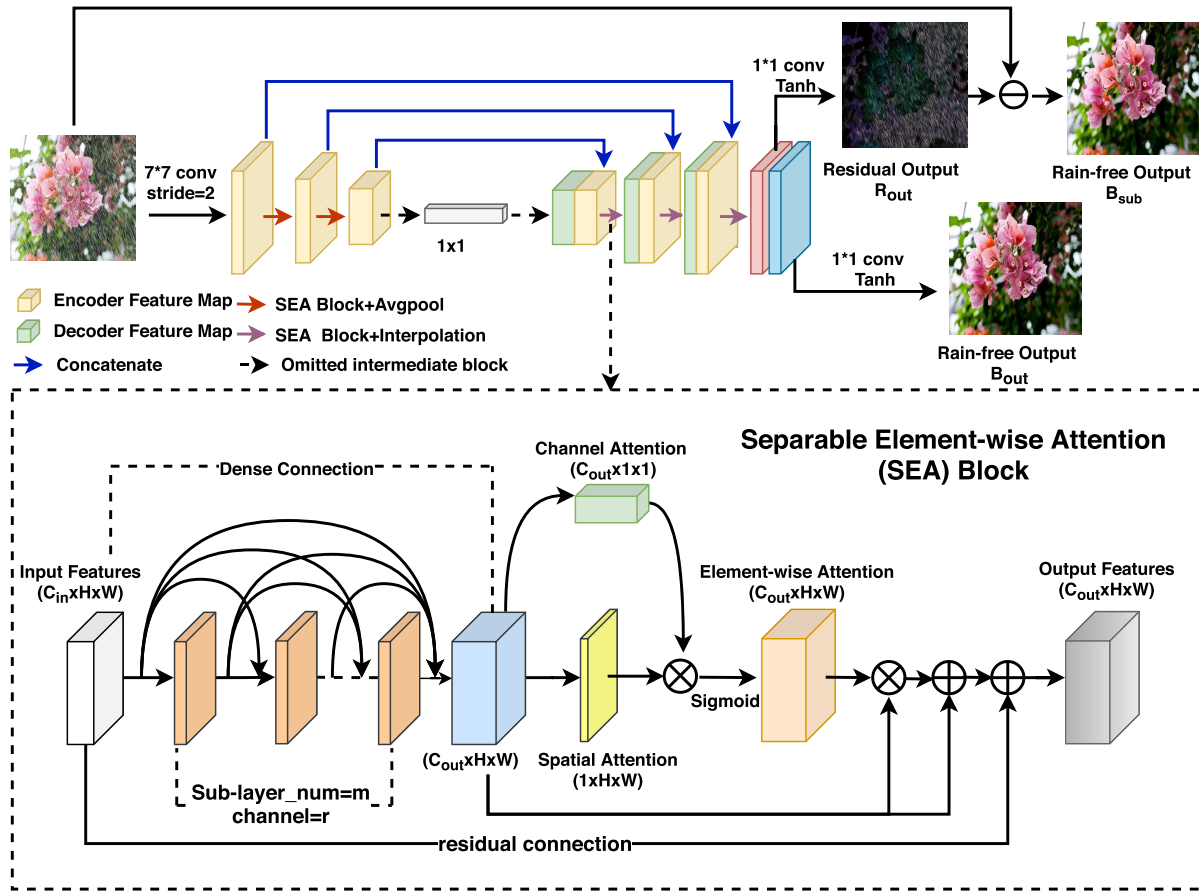 7*7 conv
stride=2
1x1
1*1 conv
Tanh
Residual Output
Rout
Rain-free Output
Bsub
1*1 conv
Tanh
Rain-free Output
Bout
Encoder Feature Map
SEA Block+Avgpool
Decoder Feature Map
SEA Block+Interpolation
Concatenate
Omitted intermediate block
Separable Element-wise Attention
(SEA) Block
Dense Connection
Channel Attention
(Coutx1x1)
Input Features
(CinxHxW)
Element-wise Attention
(CoutxHxW)
Output Features
(CoutxHxW)
Sigmoid
(CoutxHxW)
Spatial Attention
(1xHxW)
Sub-layer_num=m
channel=r
residual connection